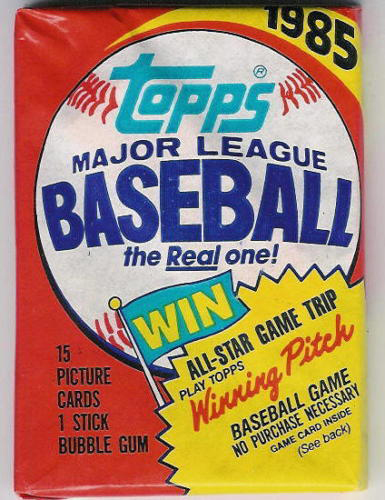 1985
topps®
MAJOR LEAGUE
BASEBALL
the Real one!
WIN
ALL-STAR GAME TRIP
PLAY TOPPS
Winning Pitch
BASEBALL GAME
NO PURCHASE NECESSARY
GAME CARD INSIDE
(See back)
15
PICTURE
CARDS
1 STICK
BUBBLE GUM